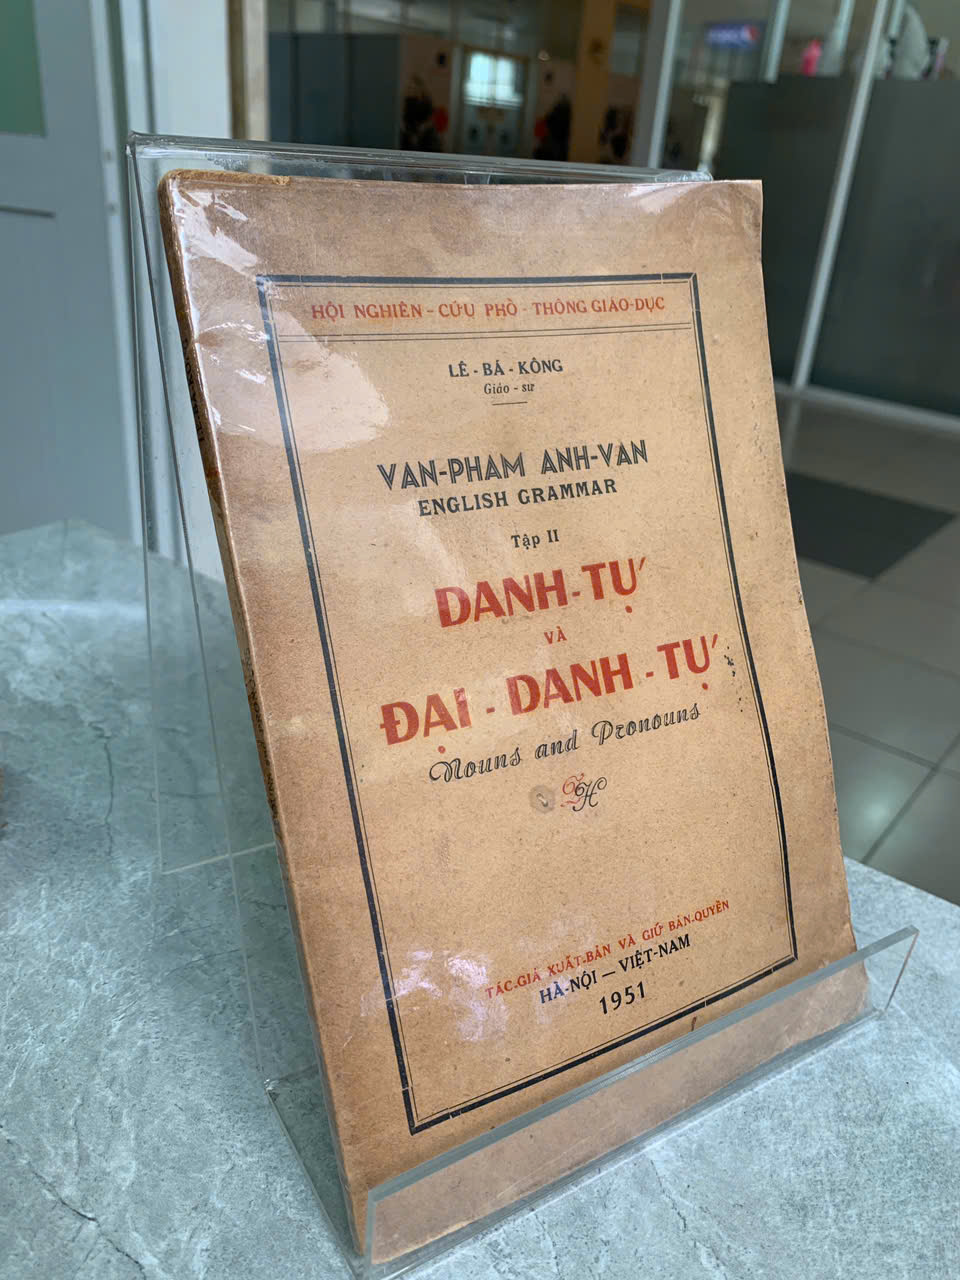 HỘI NGHIÊN - CỨU PHỔ - THÔNG GIÁO-DỤC
LÊ - BÁ - KÔNG
Giáo - sư
VAN-PHAM ANH-VAN
ENGLISH GRAMMAR
Tập II
DANH-TỰ
VÀ
ĐẠI-DANH-TỰ
Nouns and Pronouns
TÁC-GIẢ XUẤT-BẢN VÀ GIỮ BẢN-QUYỀN
HÀ-NỘI — VIỆT-NAM
1951